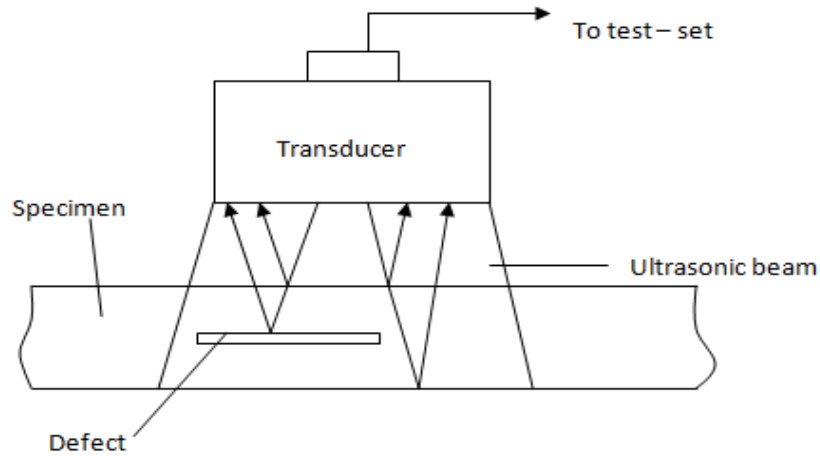 To test – set
Transducer
Specimen
Ultrasonic beam
Defect